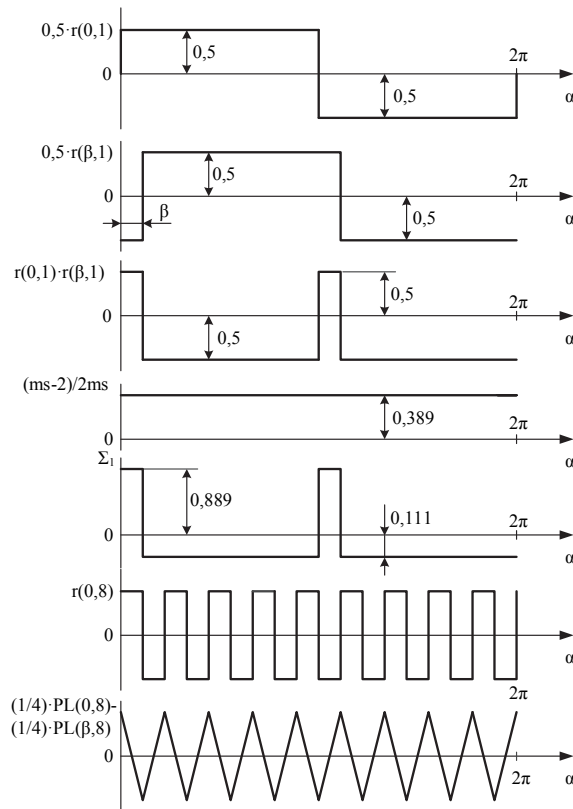 0,5·r(0,1)
0,5
2π
0
0,5
α
0,5·r(β,1)
0,5
2π
0
β
0,5
α
r(0,1)·r(β,1)
0,5
2π
0
0,5
α
(ms-2)/2ms
0,389
2π
0
α
Σ1
0,889
0,111
2π
0
α
r(0,8)
0
α
2π
(1/4)·PL(0,8)-
(1/4)·PL(β,8)
0
2π
α